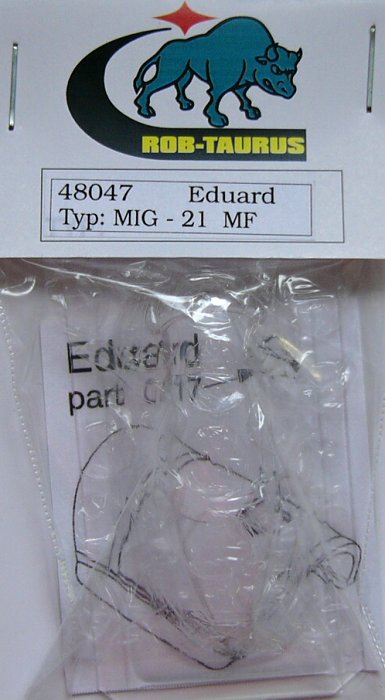 ROB-TAURUS
48047 Eduard
Typ: MIG - 21 MF
Eduard
part